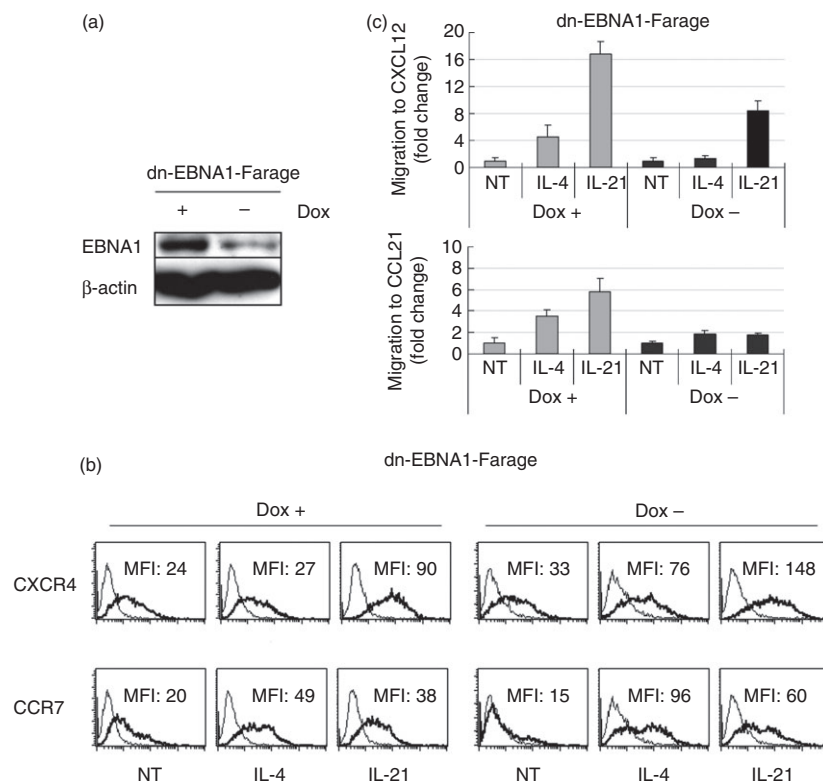 (a)
dn-EBNA1-Farage
+ – Dox
EBNA1
β-actin
(c)
dn-EBNA1-Farage
Migration to CXCL12
(fold change)
20
16
12
8
4
0
NT IL-4 IL-21 NT IL-4 IL-21
Dox + Dox –
Migration to CCL21
(fold change)
10
8
6
4
2
0
NT IL-4 IL-21 NT IL-4 IL-21
Dox + Dox –
(b)
dn-EBNA1-Farage
Dox + Dox –
CXCR4
MFI: 24 MFI: 27 MFI: 90 MFI: 33 MFI: 76 MFI: 148
CCR7
MFI: 20 MFI: 49 MFI: 38 MFI: 15 MFI: 96 MFI: 60
NT IL-4 IL-21 NT IL-4 IL-21